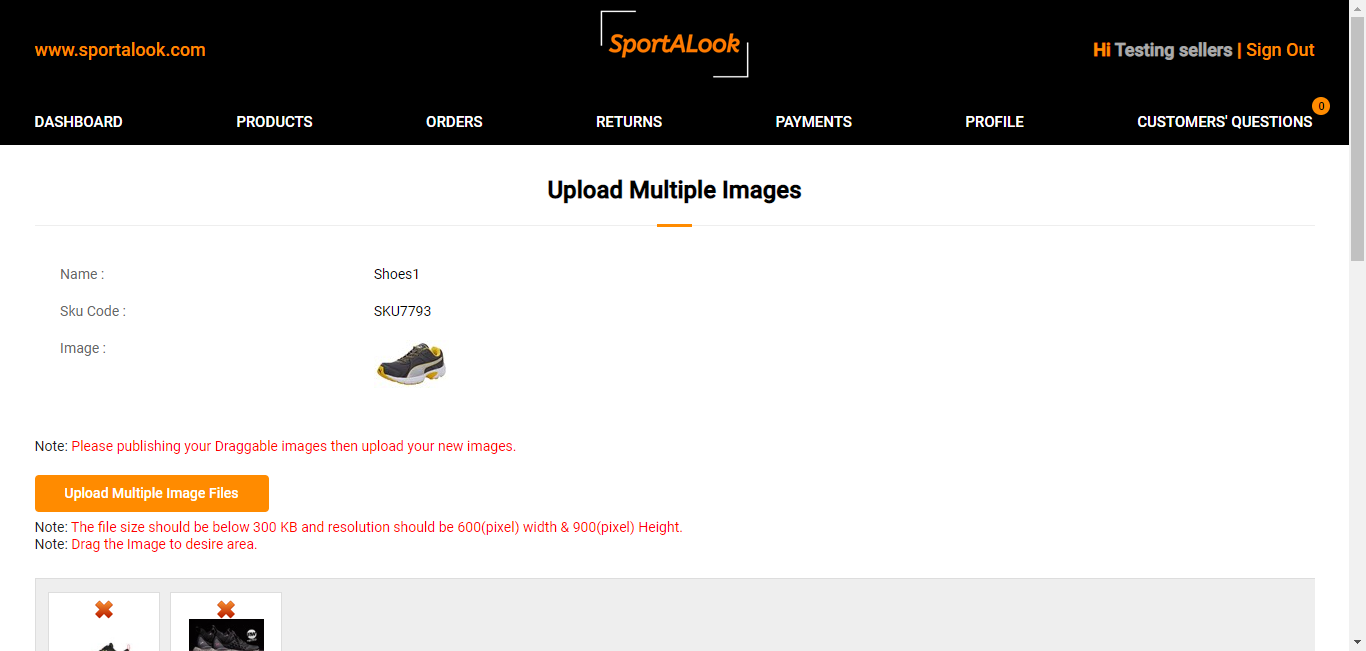 www.sportalook.com
SportALook
Hi Testing sellers | Sign Out
0
DASHBOARD PRODUCTS ORDERS RETURNS PAYMENTS PROFILE CUSTOMERS' QUESTIONS
Upload Multiple Images
Name : Shoes1
Sku Code : SKU7793
Image :
Note: Please publishing your Draggable images then upload your new images.
Upload Multiple Image Files
Note: The file size should be below 300 KB and resolution should be 600(pixel) width & 900(pixel) Height.
Note: Drag the Image to desire area.